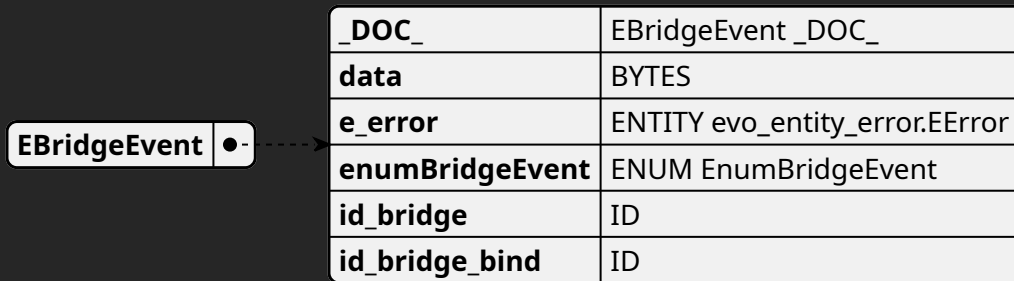 _DOC_ EBridgeEvent _DOC_
data BYTES
e_error ENTITY evo_entity_error.EError
EBridgeEvent
enumBridgeEvent ENUM EnumBridgeEvent
id_bridge ID
id_bridge_bind ID